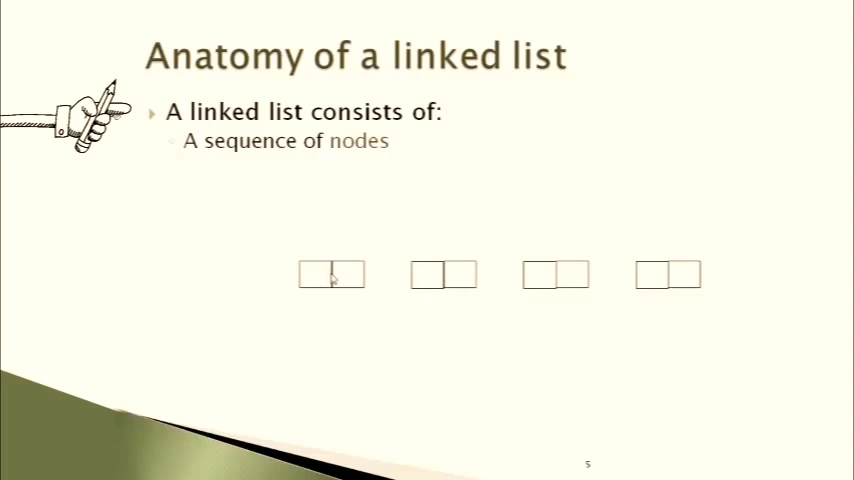 Anatomy of a linked list
A linked list consists of:
A sequence of nodes
5